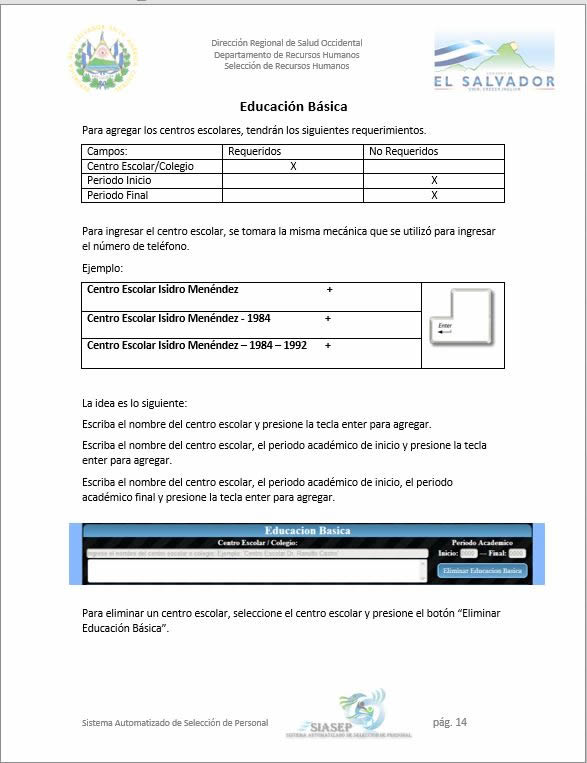 Dirección Regional de Salud Occidental
Departamento de Recursos Humanos
Selección de Recursos Humanos
EL SALVADOR
Educación Básica
Para agregar los centros escolares, tendrán los siguientes requerimientos.
Campos: Requeridos No Requeridos
Centro Escolar/Colegio X
Periodo Inicio X
Periodo Final X
Para ingresar el centro escolar, se tomara la misma mecánica que se utilizó para ingresar
el número de teléfono.
Ejemplo:
Centro Escolar Isidro Menéndez +
Centro Escolar Isidro Menéndez - 1984 +
Centro Escolar Isidro Menéndez – 1984 – 1992 +
Enter
La idea es lo siguiente:
Escriba el nombre del centro escolar y presione la tecla enter para agregar.
Escriba el nombre del centro escolar, el periodo académico de inicio y presione la tecla
enter para agregar.
Escriba el nombre del centro escolar, el periodo académico de inicio, el periodo
académico final y presione la tecla enter para agregar.
Educacion Basica
Centro Escolar / Colegio: Periodo Academico
Ingrese el nombre del centro escolar o colegio. Ejemplo: 'Centro Escolar Dr. Ranulfo Castro' Inicio: 0000 — Final: 0000
Eliminar Educacion Basica
Para eliminar un centro escolar, seleccione el centro escolar y presione el botón “Eliminar
Educación Básica”.
Sistema Automatizado de Selección de Personal
SIASEP
SISTEMA AUTOMATIZADO DE SELECCIÓN DE PERSONAL
pág. 14